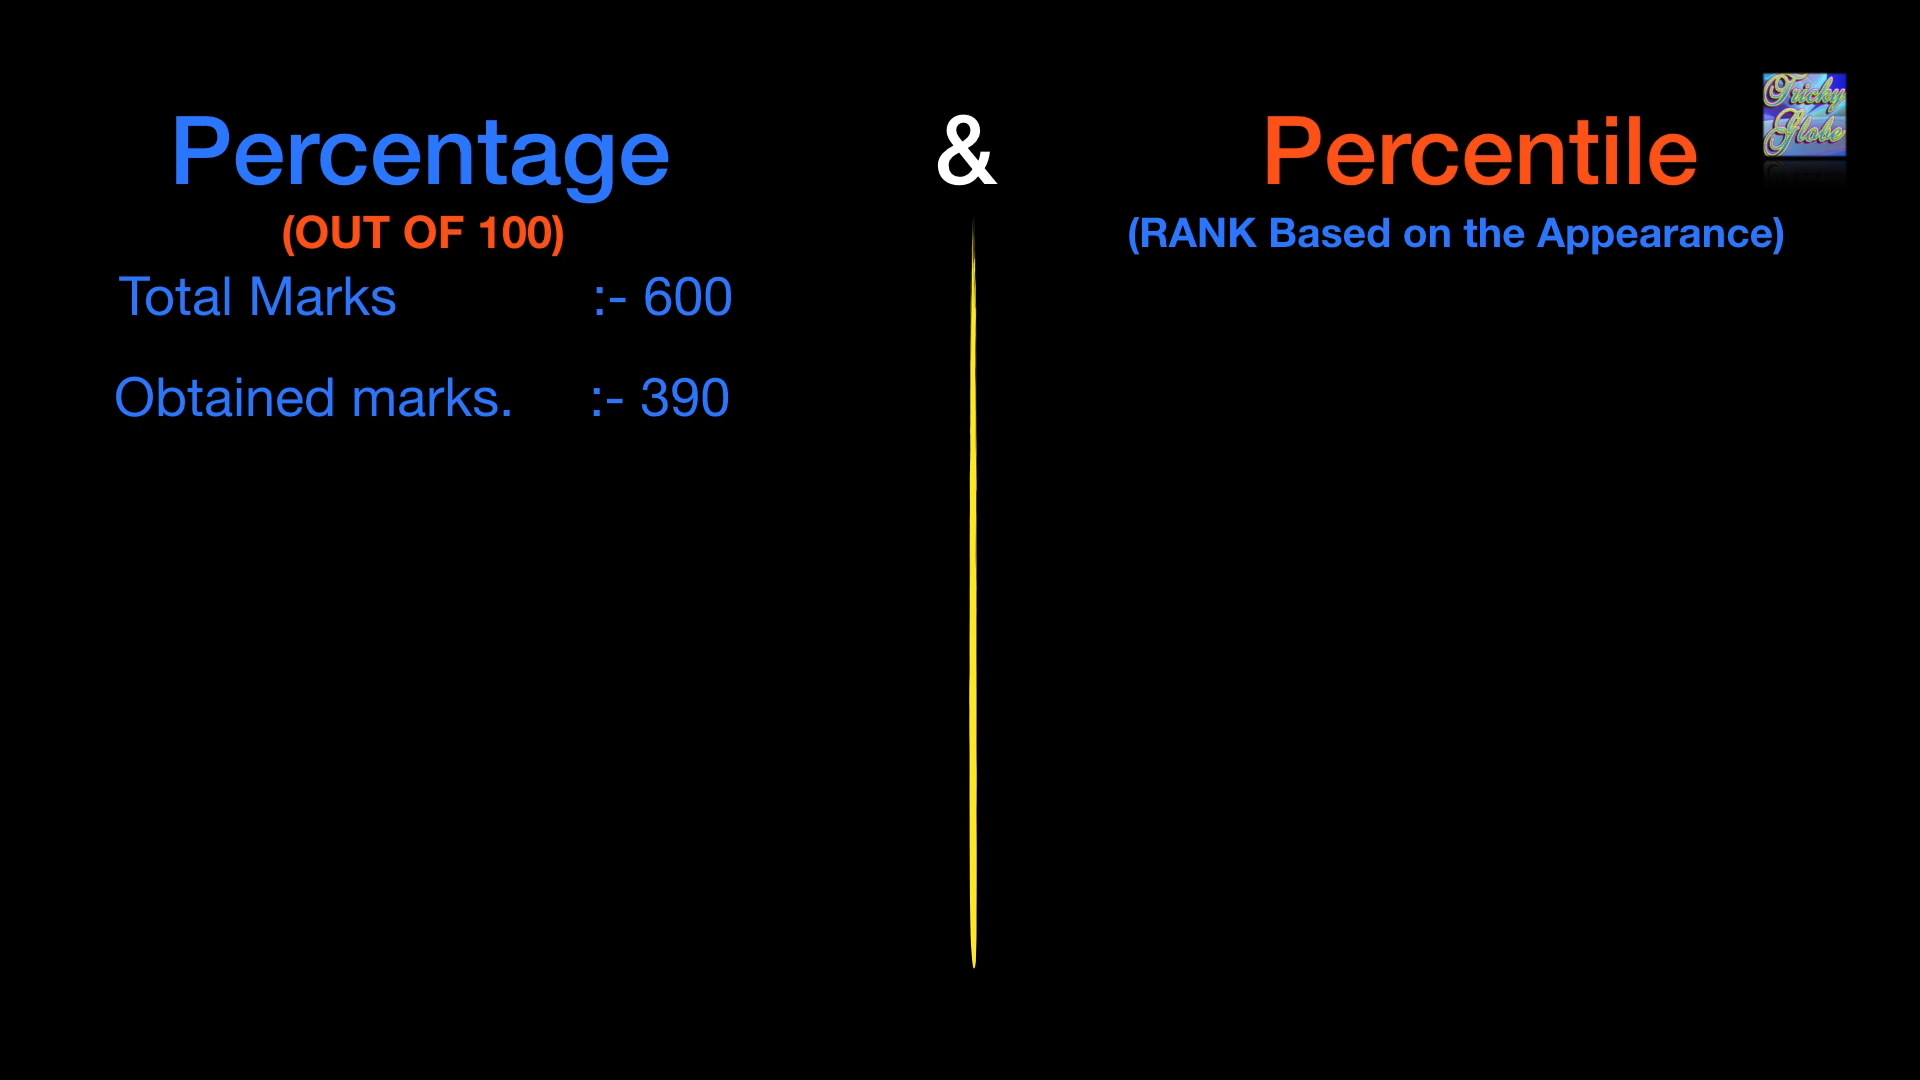 Percentage & Percentile
Tricky
Globe
(OUT OF 100)
(RANK Based on the Appearance)
Total Marks :- 600
Obtained marks. :- 390